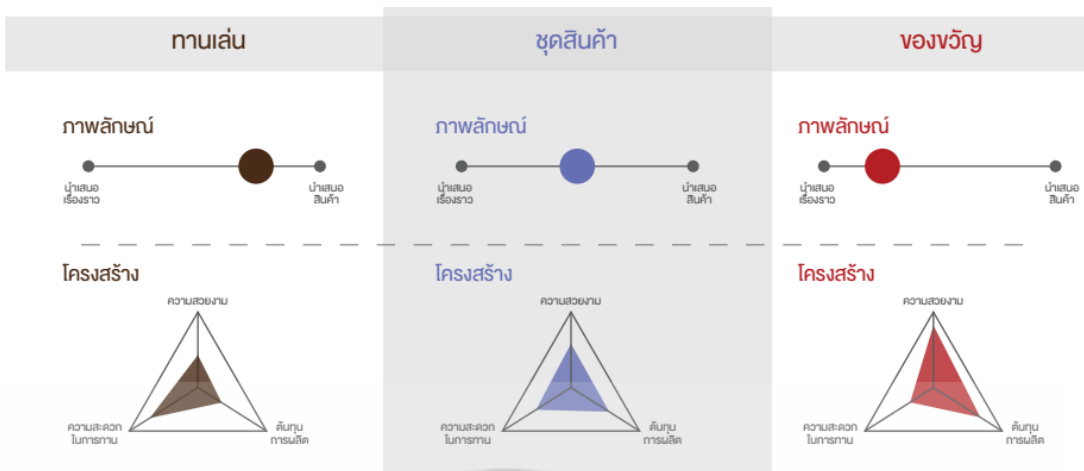 ทานเล่น
ชุดสินค้า
ของขวัญ
ภาพลักษณ์
ภาพลักษณ์
ภาพลักษณ์
นำเสนอ
เรื่องราว
นำเสนอ
สินค้า
นำเสนอ
เรื่องราว
นำเสนอ
สินค้า
นำเสนอ
เรื่องราว
นำเสนอ
สินค้า
โครงสร้าง
โครงสร้าง
โครงสร้าง
ความสวยงาม
ความสวยงาม
ความสวยงาม
ความสะดวก
ในการทาน
ต้นทุน
การผลิต
ความสะดวก
ในการทาน
ต้นทุน
การผลิต
ความสะดวก
ในการทาน
ต้นทุน
การผลิต